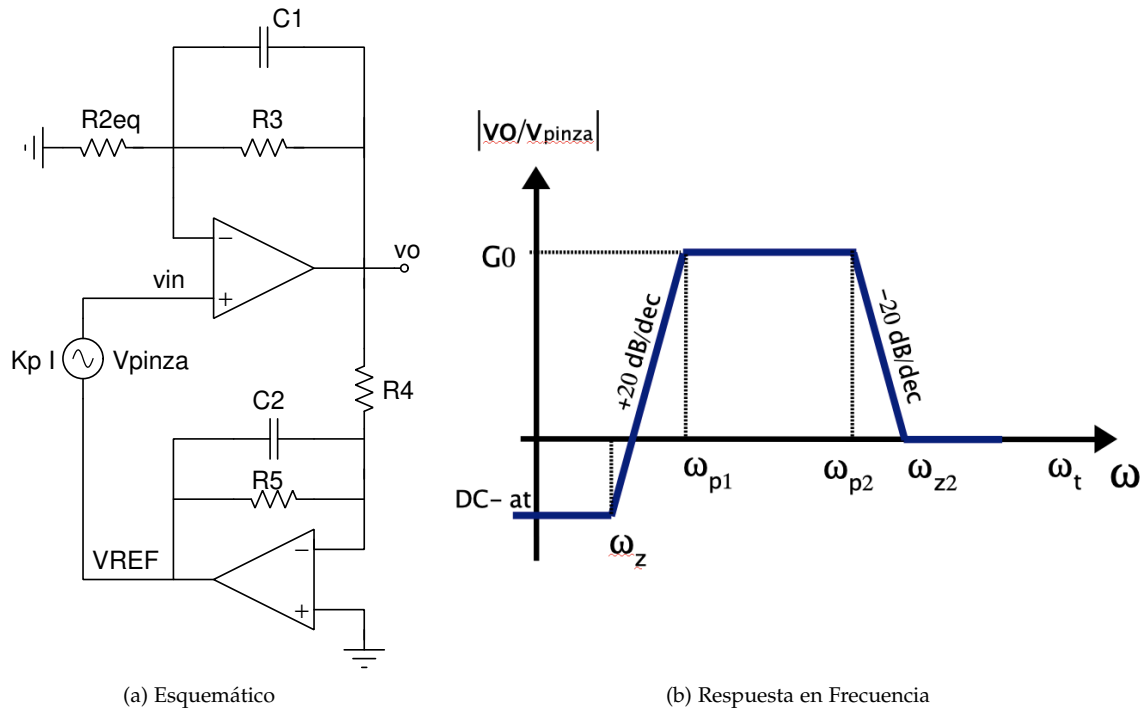 C1
R2eq
R3
vo
vin
Kp I
Vpinza
R4
C2
R5
VREF
(a) Esquemático
|vo/vpinza|
G0
+20 dB/dec
−20 dB/dec
DC- at
ωz
ωp1
ωp2
ωz2
ωt
ω
(b) Respuesta en Frecuencia